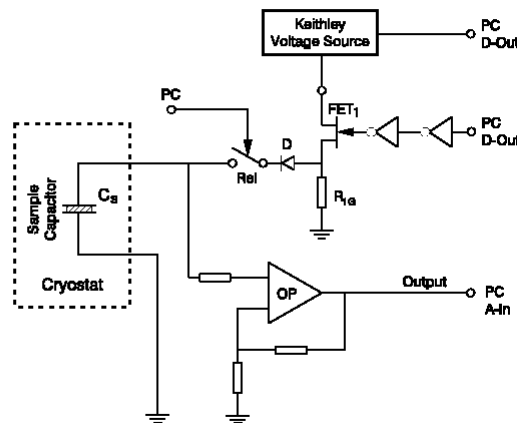 Keithley
Voltage Source
PC
D-Out
PC
FET1
PC
D-Out
D
Rel
R1G
Sample
Capacitor
Cs
Cryostat
OP
Output
PC
A-In